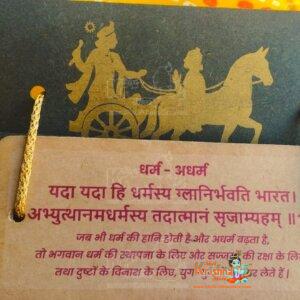 धर्म - अधर्म
यदा यदा हि धर्मस्य ग्लानिर्भवति भारत।
अभ्युत्थानमधर्मस्य तदात्मानं सृजाम्यहम् ॥
जब भी धर्म की हानि होती है और अधर्म बढ़ता है,
तो भगवान धर्म की स्थापना के लिए और सज्जनों की रक्षा के लिए
तथा दुष्टों के विनाश के लिए, लेते हैं।